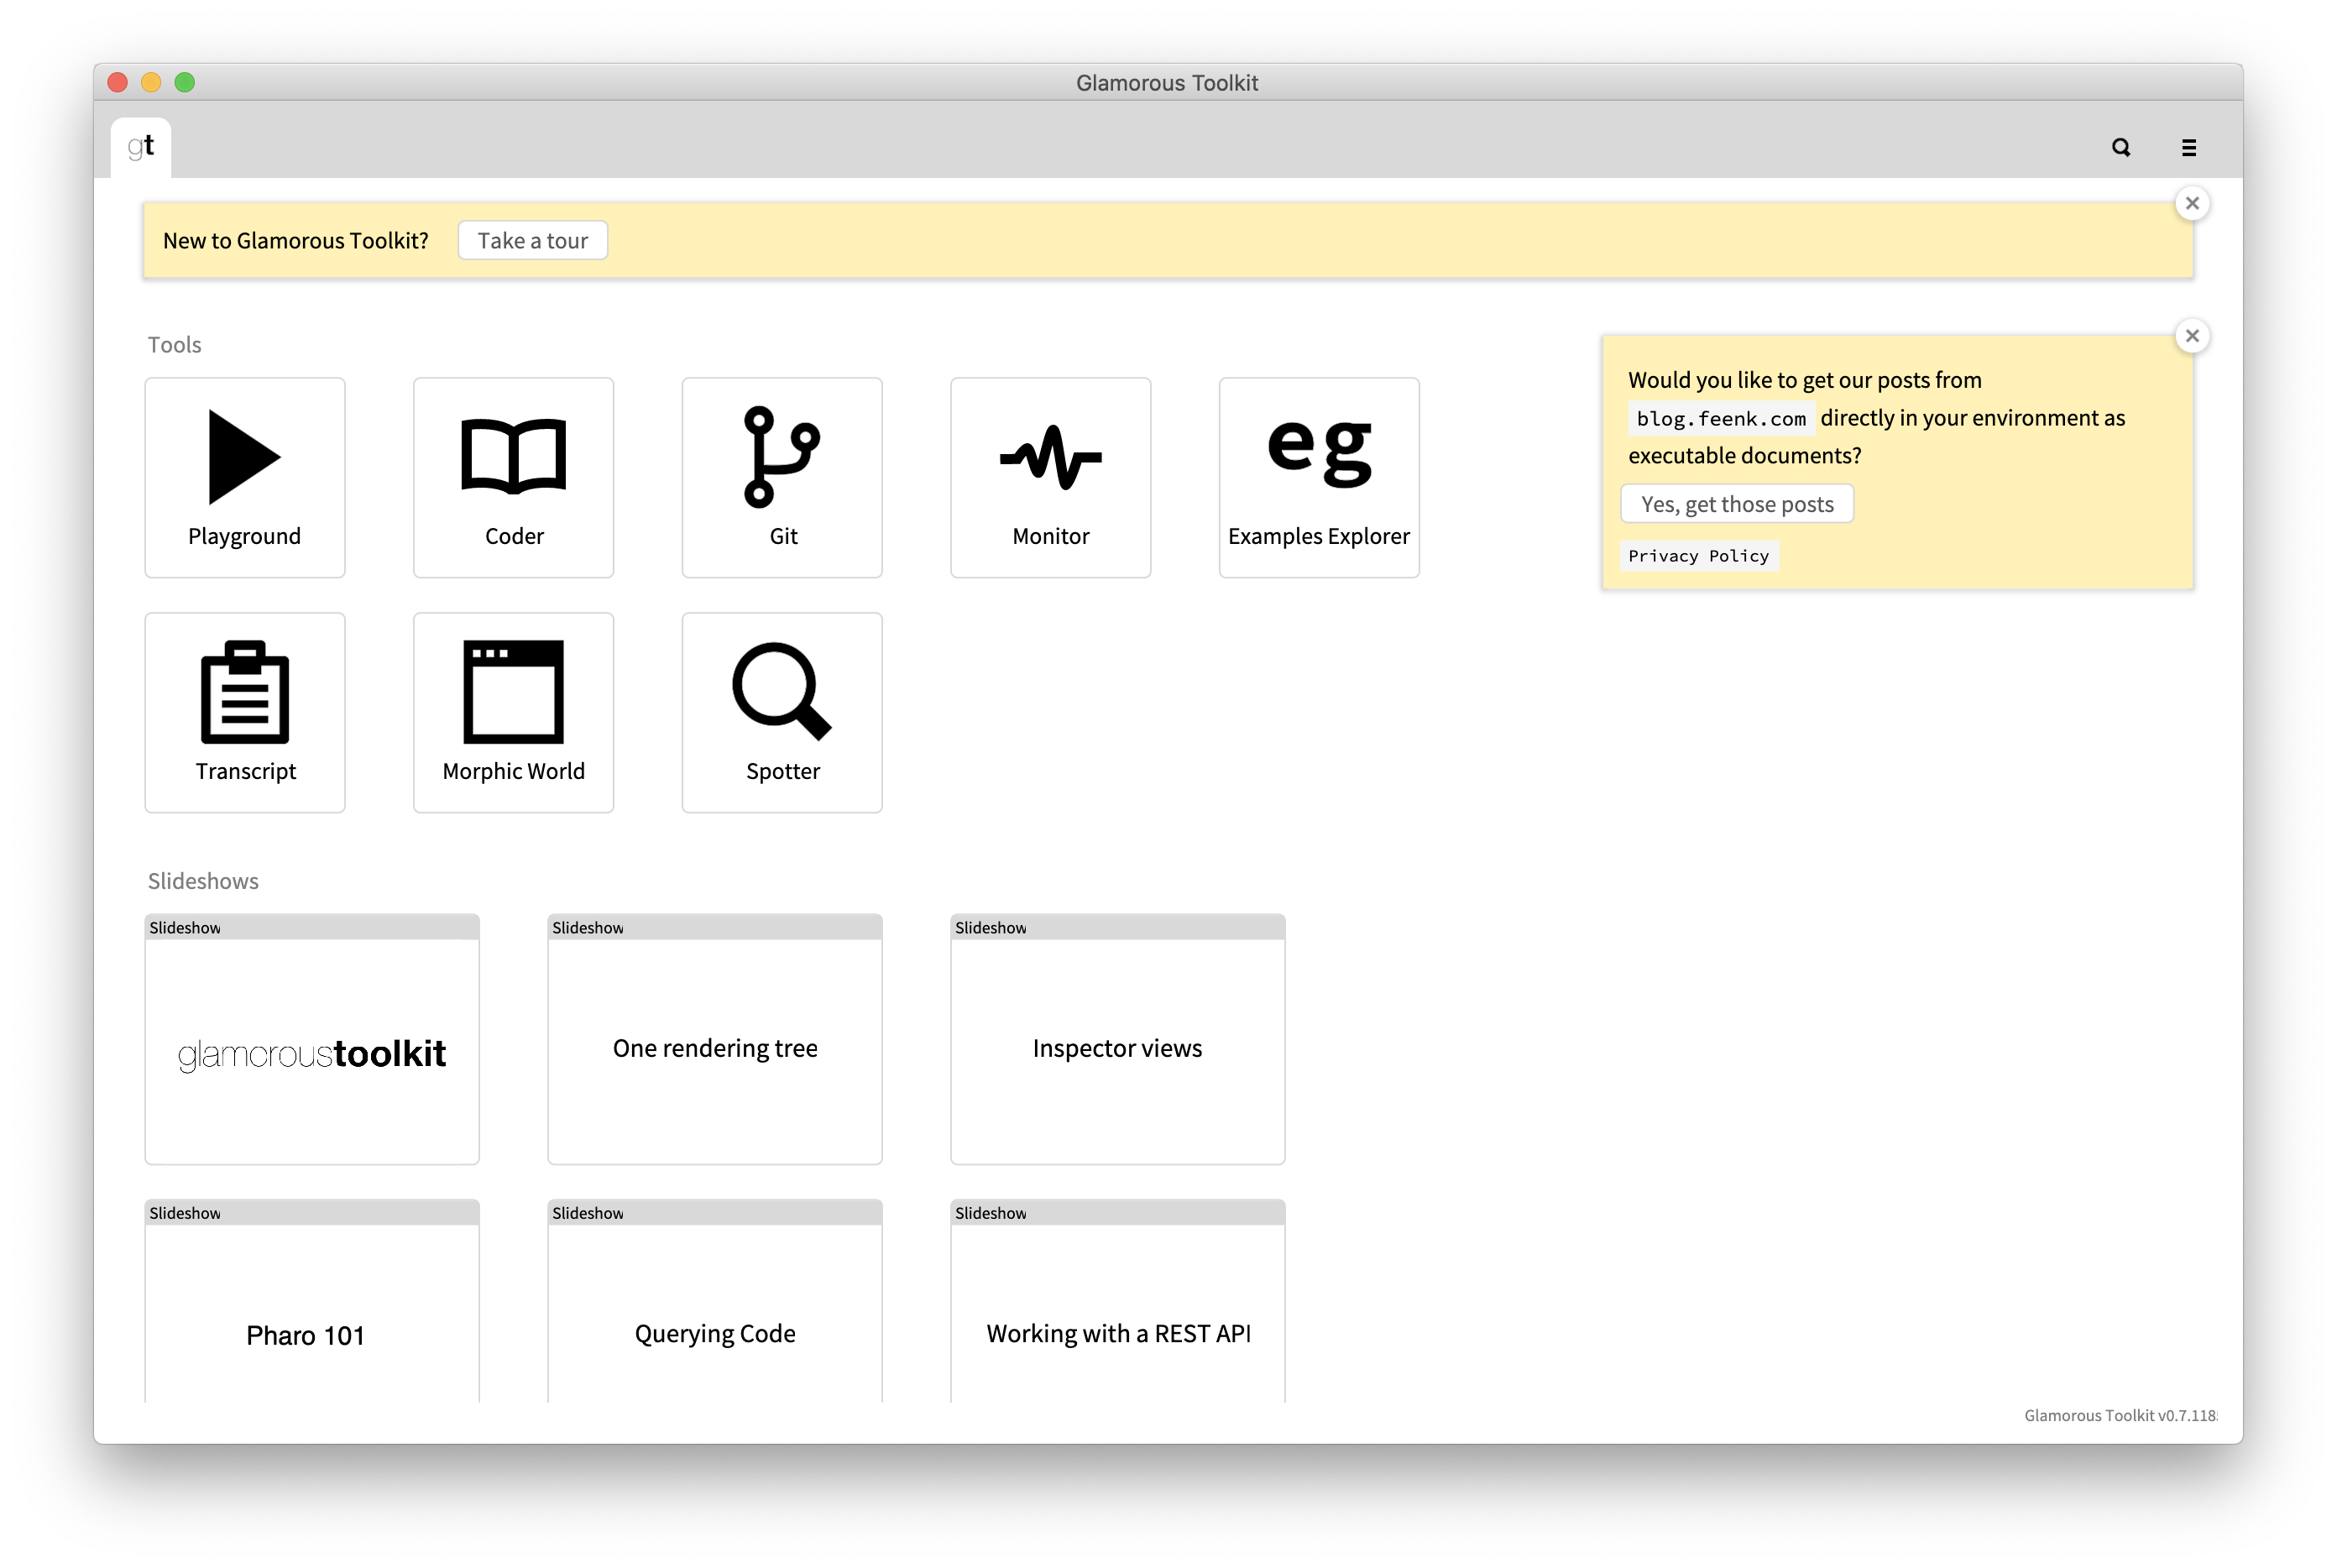 Glamorous Toolkit
gt
New to Glamorous Toolkit? Take a tour
Tools
Playground
Coder
Git
Monitor
eg
Examples Explorer
Transcript
Morphic World
Spotter
Would you like to get our posts from
blog.feenk.com directly in your environment as
executable documents?
Yes, get those posts
Privacy Policy
Slideshows
Slideshow
glamoroustoolkit
Slideshow
One rendering tree
Slideshow
Inspector views
Slideshow
Pharo 101
Slideshow
Querying Code
Slideshow
Working with a REST API
Glamorous Toolkit